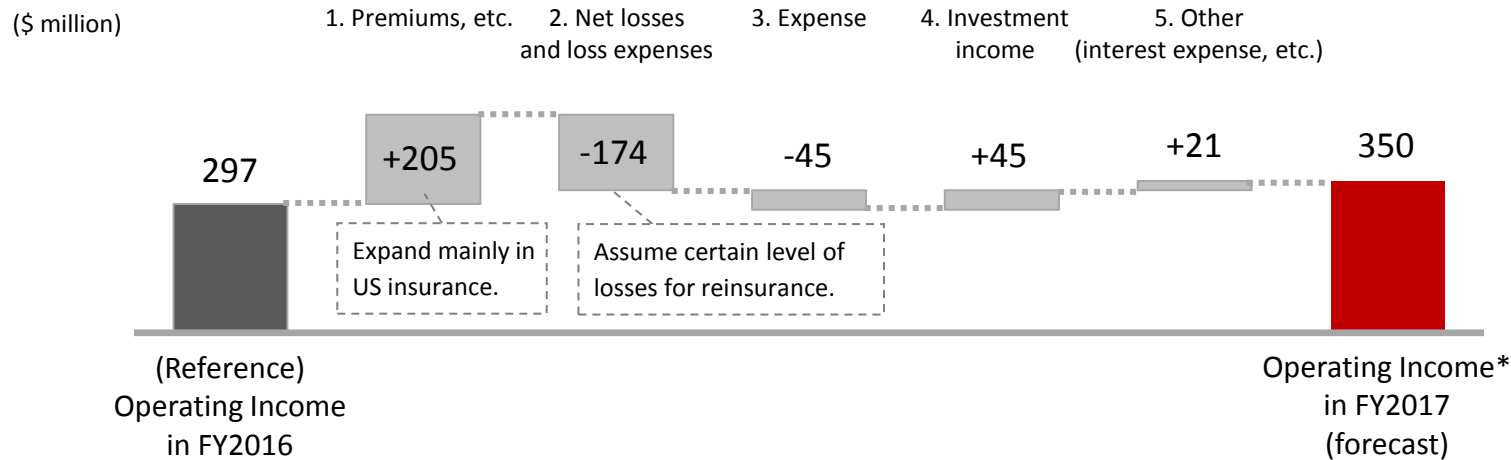 ($ million)
1. Premiums, etc.
2. Net losses
and loss expenses
3. Expense
4. Investment
income
5. Other
(interest expense, etc.)
297
+205
-174
-45
+45
+21
350
Expand mainly in
US insurance.
Assume certain level of
losses for reinsurance.
(Reference)
Operating Income
in FY2016
Operating Income*
in FY2017
(forecast)